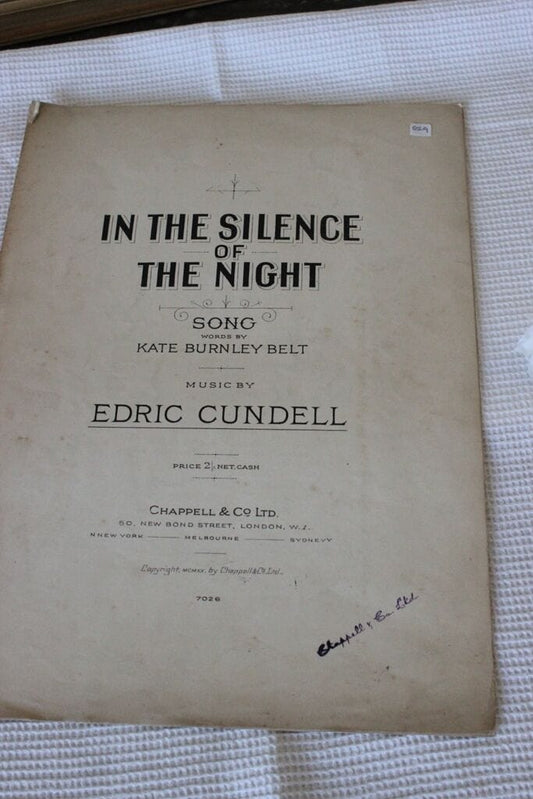 IN THE SILENCE
OF
THE NIGHT
SONG
WORDS BY
KATE BURNLEY BELT
MUSIC BY
EDRIC CUNDELL
PRICE 2/- NET. CASH
CHAPPELL & CO. LTD.
50, NEW BOND STREET, LONDON, W.1.
NNEW YORK MELBOURNE SYDNEVY
Copyright, MCMXX, by Chappell & Co. Ltd.
7026
Chappell & Co Ltd.